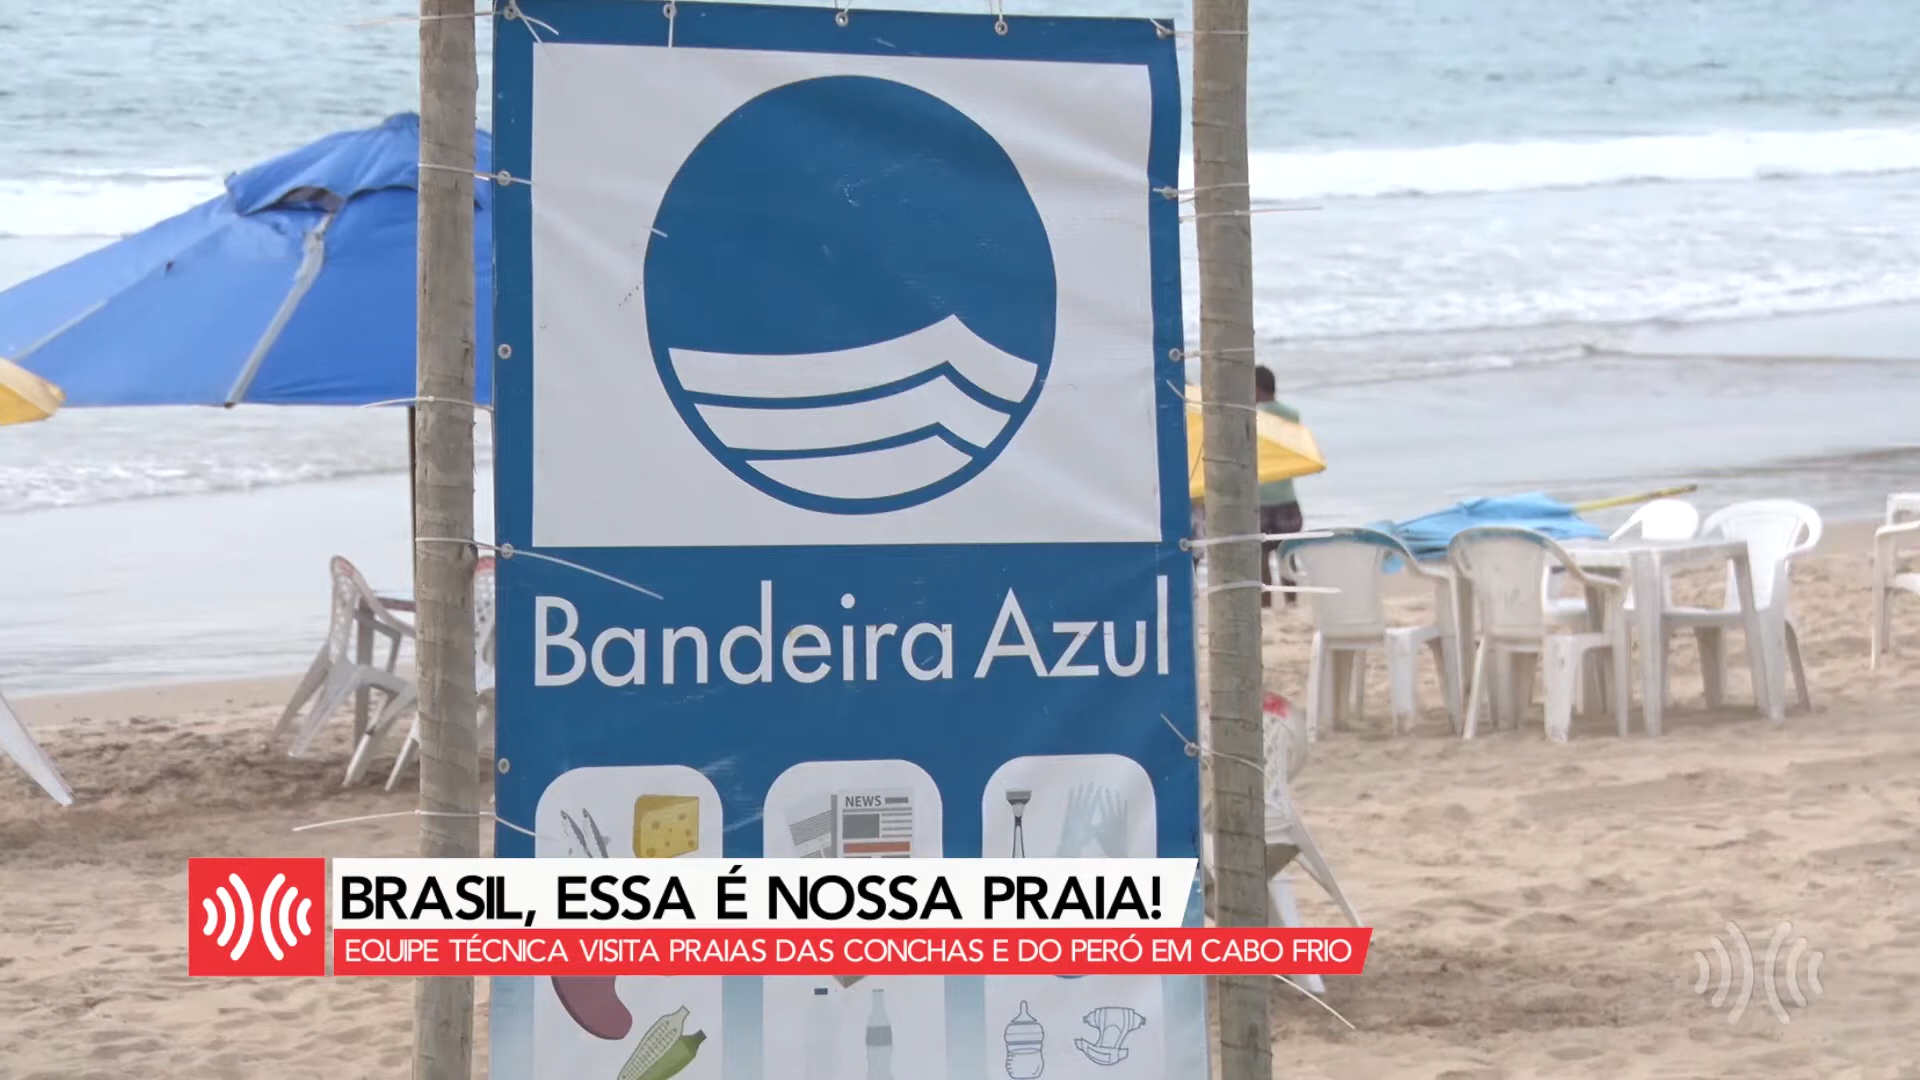 Bandeira Azul
NEWS
BRASIL, ESSA É NOSSA PRAIA!
EQUIPE TÉCNICA VISITA PRAIAS DAS CONCHAS E DO PERÓ EM CABO FRIO